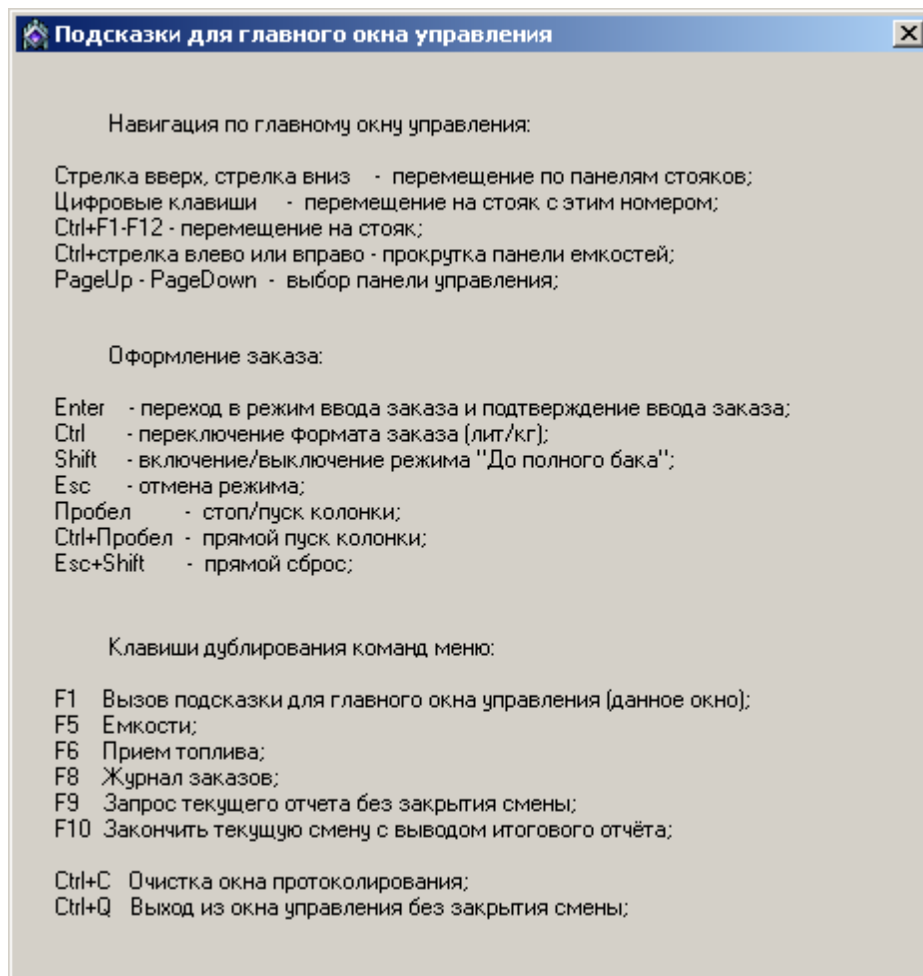 Подсказки для главного окна управления
Навигация по главному окну управления:
Стрелка вверх, стрелка вниз - перемещение по панелям стояков;
Цифровые клавиши - перемещение на стояк с этим номером;
Ctrl+F1-F12 - перемещение на стояк;
Ctrl+стрелка влево или вправо - прокрутка панели емкостей;
PageUp - PageDown - выбор панели управления;
Оформление заказа:
Enter - переход в режим ввода заказа и подтверждение ввода заказа;
Ctrl - переключение формата заказа (лит/кг);
Shift - включение/выключение режима "До полного бака";
Esc - отмена режима;
Пробел - стоп/пуск колонки;
Ctrl+Пробел - прямой пуск колонки;
Esc+Shift - прямой сброс;
Клавиши дублирования команд меню:
F1 Вызов подсказки для главного окна управления (данное окно);
F5 Емкости;
F6 Прием топлива;
F8 Журнал заказов;
F9 Запрос текущего отчета без закрытия смены;
F10 Закончить текущую смену с выводом итогового отчёта;
Ctrl+C Очистка окна протоколирования;
Ctrl+Q Выход из окна управления без закрытия смены;